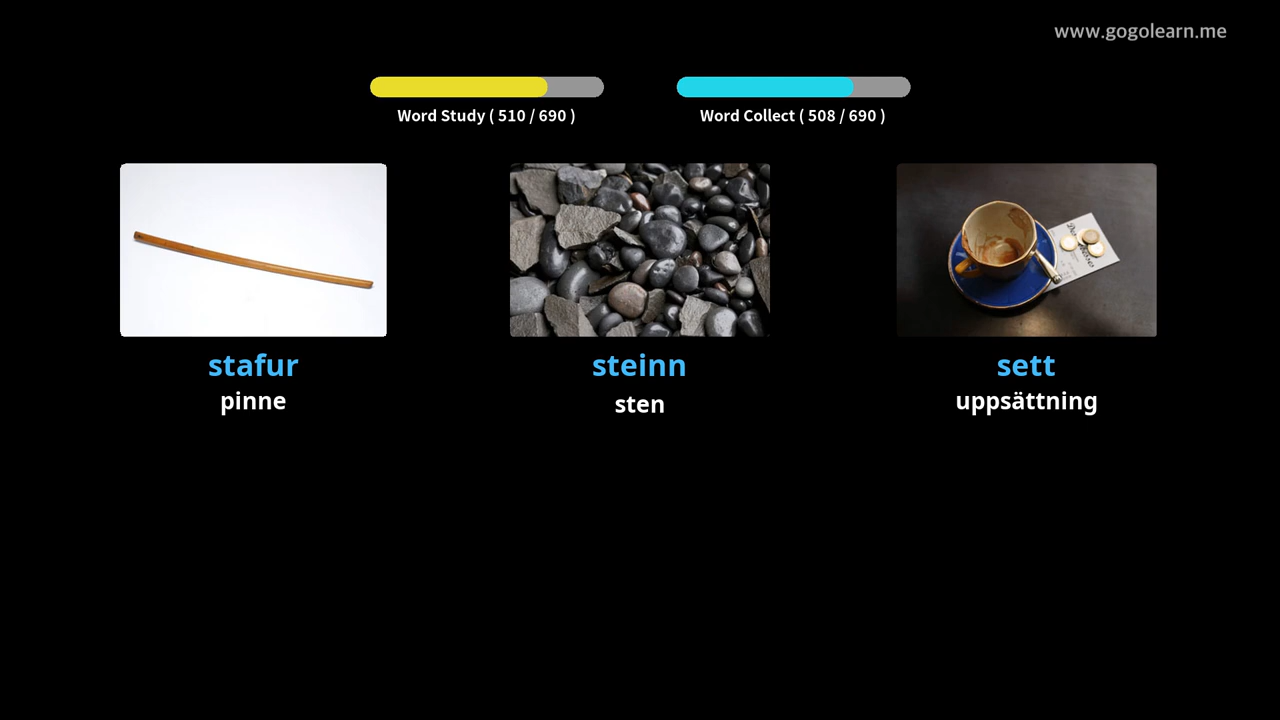 www.gogolearn.me
Word Study ( 510 / 690 )
Word Collect ( 508 / 690 )
stafur
pinne
steinn
sten
sett
uppsättning